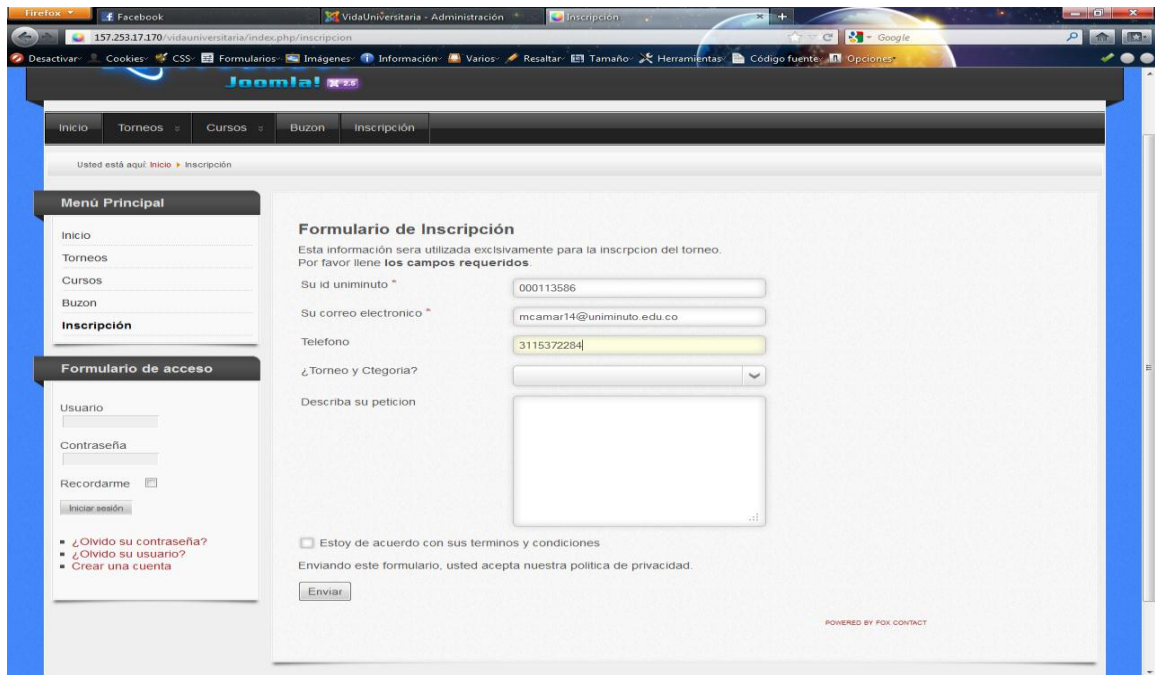 Firefox
Facebook
VidaUniversitaria - Administración
Inscripción
157.253.17.170/vidauniversitaria/index.php/inscripcion
Google
Desactivar Cookies CSS Formularios Imágenes Información Varios Resaltar Tamaño Herramientas Código fuente Opciones
Joomla! 2.5
Inicio Torneos Cursos Buzon Inscripción
Usted está aquí: Inicio Inscripción
Menú Principal
Inicio
Torneos
Cursos
Buzon
Inscripción
Formulario de acceso
Usuario
Contraseña
Recordarme
Iniciar sesión
¿Olvido su contraseña?
¿Olvido su usuario?
Crear una cuenta
Formulario de Inscripción
Esta información sera utilizada exclsivamente para la inscrpcion del torneo.
Por favor llene los campos requeridos.
Su id uniminuto * 000113586
Su correo electronico * mcamar14@uniminuto.edu.co
Telefono 3115372284
¿Torneo y Ctegoria?
Describa su peticion
Estoy de acuerdo con sus terminos y condiciones
Enviando este formulario, usted acepta nuestra politica de privacidad.
Enviar
POWERED BY FOX CONTACT